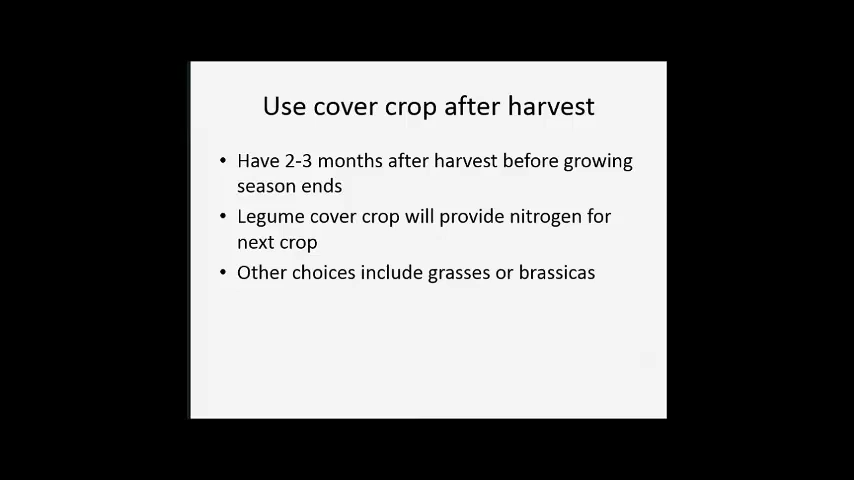 Use cover crop after harvest
• Have 2-3 months after harvest before growing
season ends
• Legume cover crop will provide nitrogen for
next crop
• Other choices include grasses or brassicas